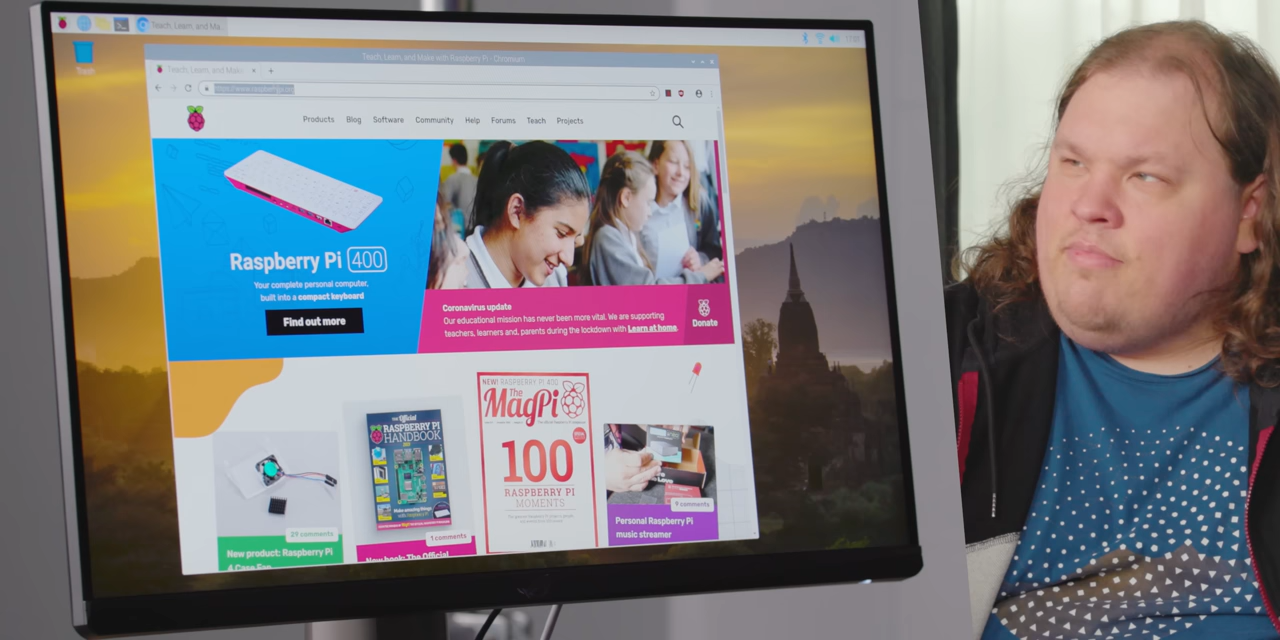 Teach, Learn, and Ma...
Trash
Teach, Learn, and Make with Raspberry Pi - Chromium
Teach, Learn, and Make
Products Blog Software Community Help Forums Teach Projects
Raspberry Pi 400
Your complete personal computer,
built into a compact keyboard
Find out more
Coronavirus update
Our educational mission has never been more vital. We are supporting
teachers, learners and, parents during the lockdown with Learn at home.
Donate
29 comments
New product: Raspberry Pi
4 Case Fan
THE Official
RASPBERRY PI
HANDBOOK
1 comments
New book: The Official
NEW! RASPBERRY PI 400
The
MagPi
100
RASPBERRY PI
MOMENTS
9 comments
Personal Raspberry Pi
music streamer